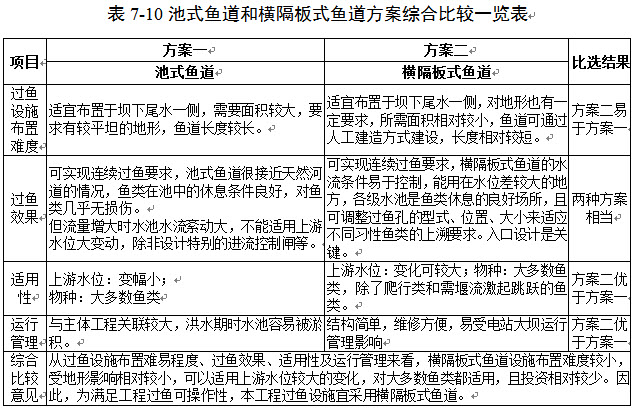 表 7-10 池式鱼道和横隔板式鱼道方案综合比较一览表
项目
方案一
方案二
比选结果
池式鱼道
横隔板式鱼道
过鱼
设施
布置
难度
适宜布置于坝下尾水一侧，需要面积较大，要
求有较平坦的地形，鱼道长度较长。
适宜布置于坝下尾水一侧，对地形也有一
定要求，所需面积相对较小，鱼道可通过
人工建造方式建设，长度相对较短。
方案二易
于方案一
过鱼
效果
可实现连续过鱼要求，池式鱼道很接近天然河
道的情况，鱼类在池中的休息条件良好，对鱼
类几乎无损伤。
但流量增大时水池水流紊动大，不能适用上游
水位大变动，除非设计特别的进流控制闸等。
可实现连续过鱼要求，横隔板式鱼道的水
流条件易于控制，能用在水位差较大的地
方，各级水池是鱼类休息的良好场所，且
可调整过鱼孔的型式、位置、大小来适应
不同习性鱼类的上溯要求。入口设计是关
键。
两种方案
相当
适用
性
上游水位：变幅小；
物种：大多数鱼类
上游水位：变化可较大；物种：大多数鱼
类，除了爬行类和需堰流激起跳跃的鱼
类。
方案二优
于方案一
运行
管理
与主体工程关联较大，洪水期时水池容易被淤
积。
结构简单，维修方便，易受电站大坝运行
管理影响
方案二优
于方案一
综合
比较
意见
从过鱼设施布置难易程度、过鱼效果、适用性及运行管理来看，横隔板式鱼道设施布置难度较小，
受地形影响相对较小，可以适用上游水位较大的变化，对大多数鱼类都适用，且投资相对较少。因
此，为满足工程过鱼可操作性，本工程过鱼设施宜采用横隔板式鱼道。